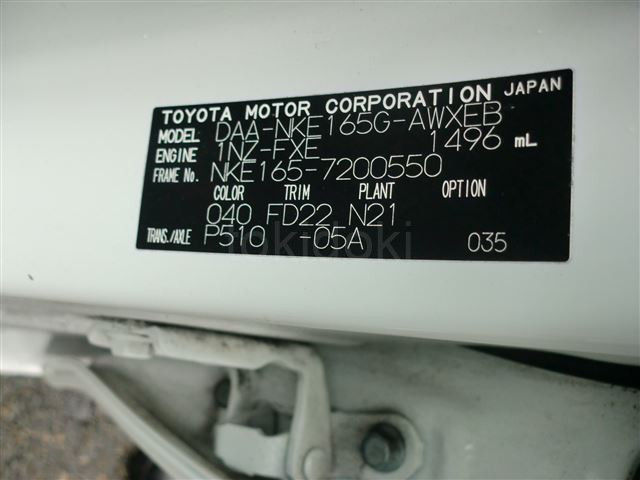 TOYOTA MOTOR CORPORATION JAPAN
MODEL DAA-NKE165G-AWXEB
ENGINE 1NZ-FXE 1496 mL
FRAME No. NKE165-7200550
COLOR TRIM PLANT OPTION
040 FD22 N21
TRANS./AXLE P510 -05A 035
tokidoki